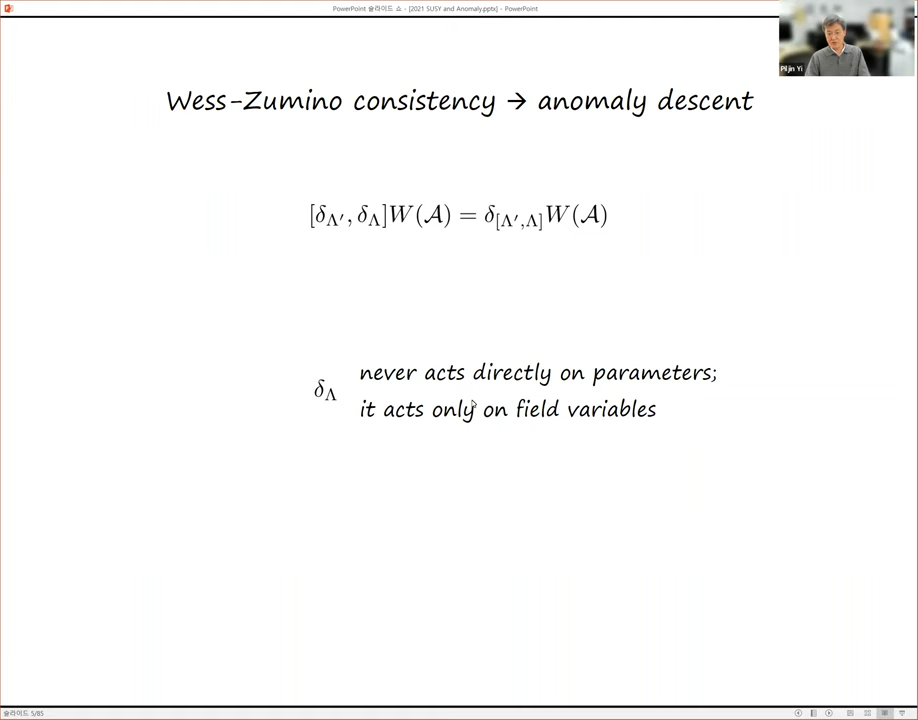 PowerPoint 슬라이드 쇼 - [2021 SUSY and Anomaly.pptx] - PowerPoint
Piljin Yi
Wess-Zumino consistency → anomaly descent
[δ_Λ′, δ_Λ]W(𝒜) = δ_[Λ′,Λ]W(𝒜)
never acts directly on parameters;
δ_Λ
it acts only on field variables
슬라이드 5/85